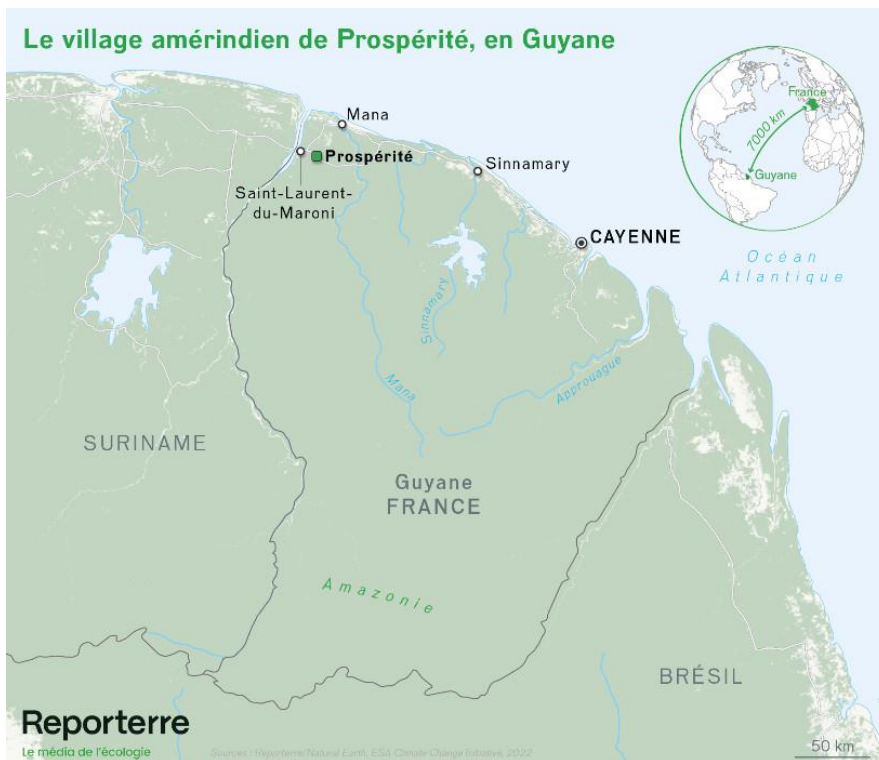 Le village amérindien de Prospérité, en Guyane
France
7000 km
Guyane
Mana
Prospérité
Sinnamary
Saint-Laurent-
du-Maroni
CAYENNE
Océan
Atlantique
Sinnamary
Mana
Approuague
SURINAME
Guyane
FRANCE
Amazonie
BRÉSIL
Reporterre
Le média de l'écologie
Sources : Reporterre/Natural Earth, ESA Climate Change Initiative, 2022
50 km